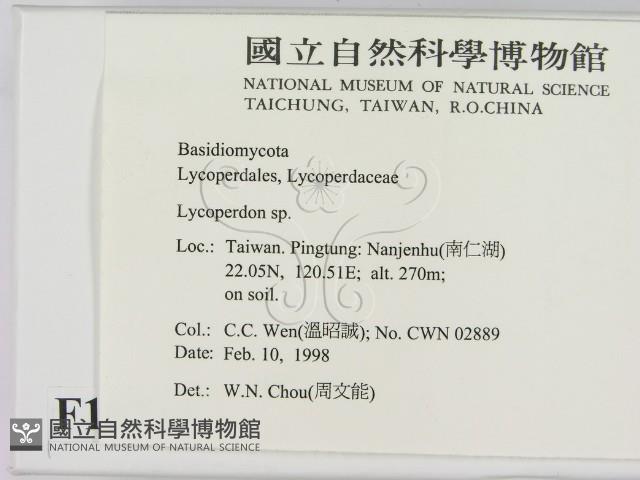 國立自然科學博物館
NATIONAL MUSEUM OF NATURAL SCIENCE
TAICHUNG, TAIWAN, R.O.CHINA
Basidiomycota
Lycoperdales, Lycoperdaceae
Lycoperdon sp.
Loc.: Taiwan. Pingtung: Nanjenhu(南仁湖)
22.05N, 120.51E; alt. 270m;
on soil.
Col.: C.C. Wen(溫昭誠); No. CWN 02889
Date: Feb. 10, 1998
Det.: W.N. Chou(周文能)
F1
國立自然科學博物館
NATIONAL MUSEUM OF NATURAL SCIENCE